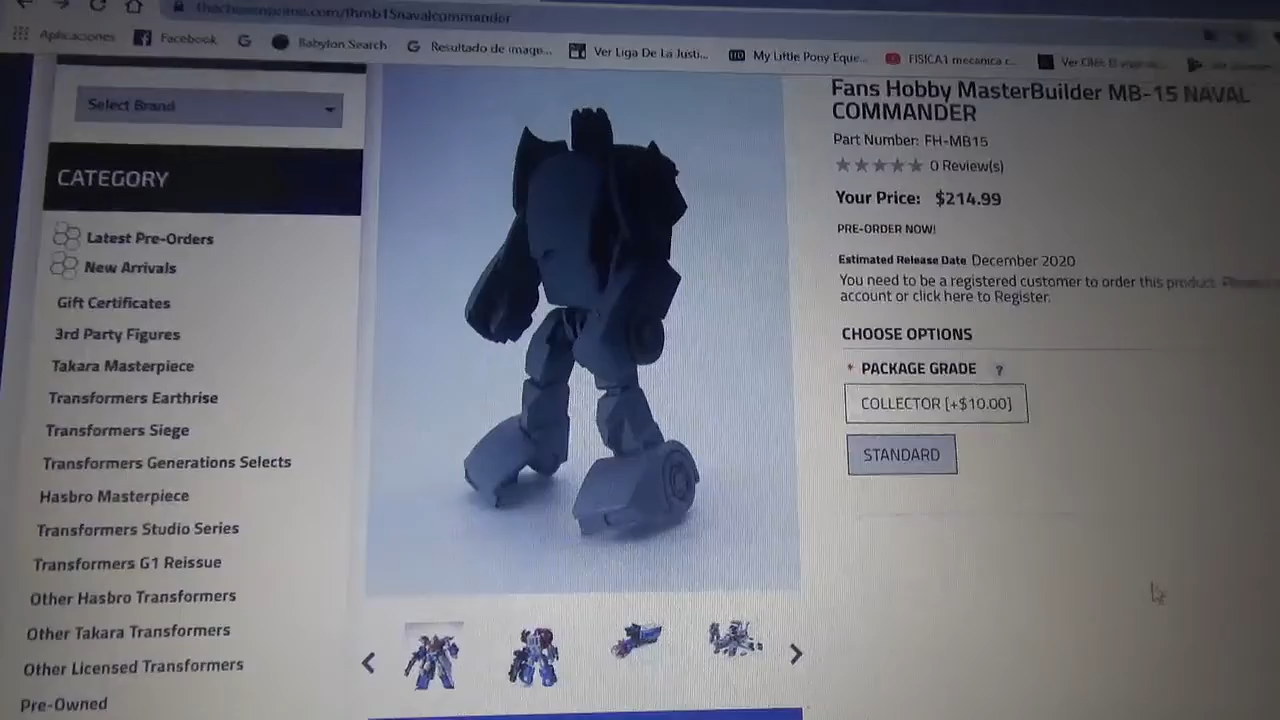 Aplicaciones
Facebook
Babylon Search
Resultado de image...
Ver Liga De La Justi...
My Little Pony Eque...
FISICA1 mecanica c...
Select Brand
CATEGORY
Latest Pre-Orders
New Arrivals
Gift Certificates
3rd Party Figures
Takara Masterpiece
Transformers Earthrise
Transformers Siege
Transformers Generations Selects
Hasbro Masterpiece
Transformers Studio Series
Transformers G1 Reissue
Other Hasbro Transformers
Other Takara Transformers
Other Licensed Transformers
Pre-Owned
Fans Hobby MasterBuilder MB-15 NAVAL
COMMANDER
Part Number: FH-MB15
0 Review(s)
Your Price: $214.99
PRE-ORDER NOW!
Estimated Release Date December 2020
You need to be a registered customer to order this product.
account or click here to Register.
CHOOSE OPTIONS
* PACKAGE GRADE ?
COLLECTOR [+$10.00]
STANDARD